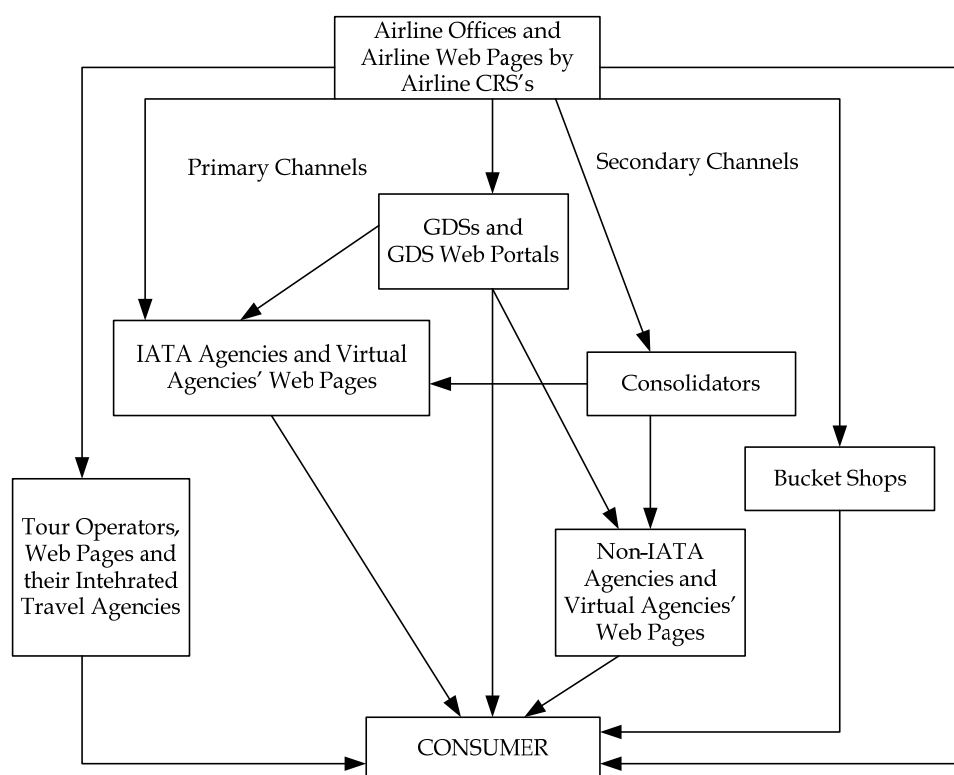 Airline Offices and
Airline Web Pages by
Airline CRS's
Primary Channels
Secondary Channels
GDSs and
GDS Web Portals
IATA Agencies and Virtual
Agencies' Web Pages
Consolidators
Bucket Shops
Tour Operators,
Web Pages and
their Intehrated
Travel Agencies
Non-IATA
Agencies and
Virtual Agencies'
Web Pages
CONSUMER